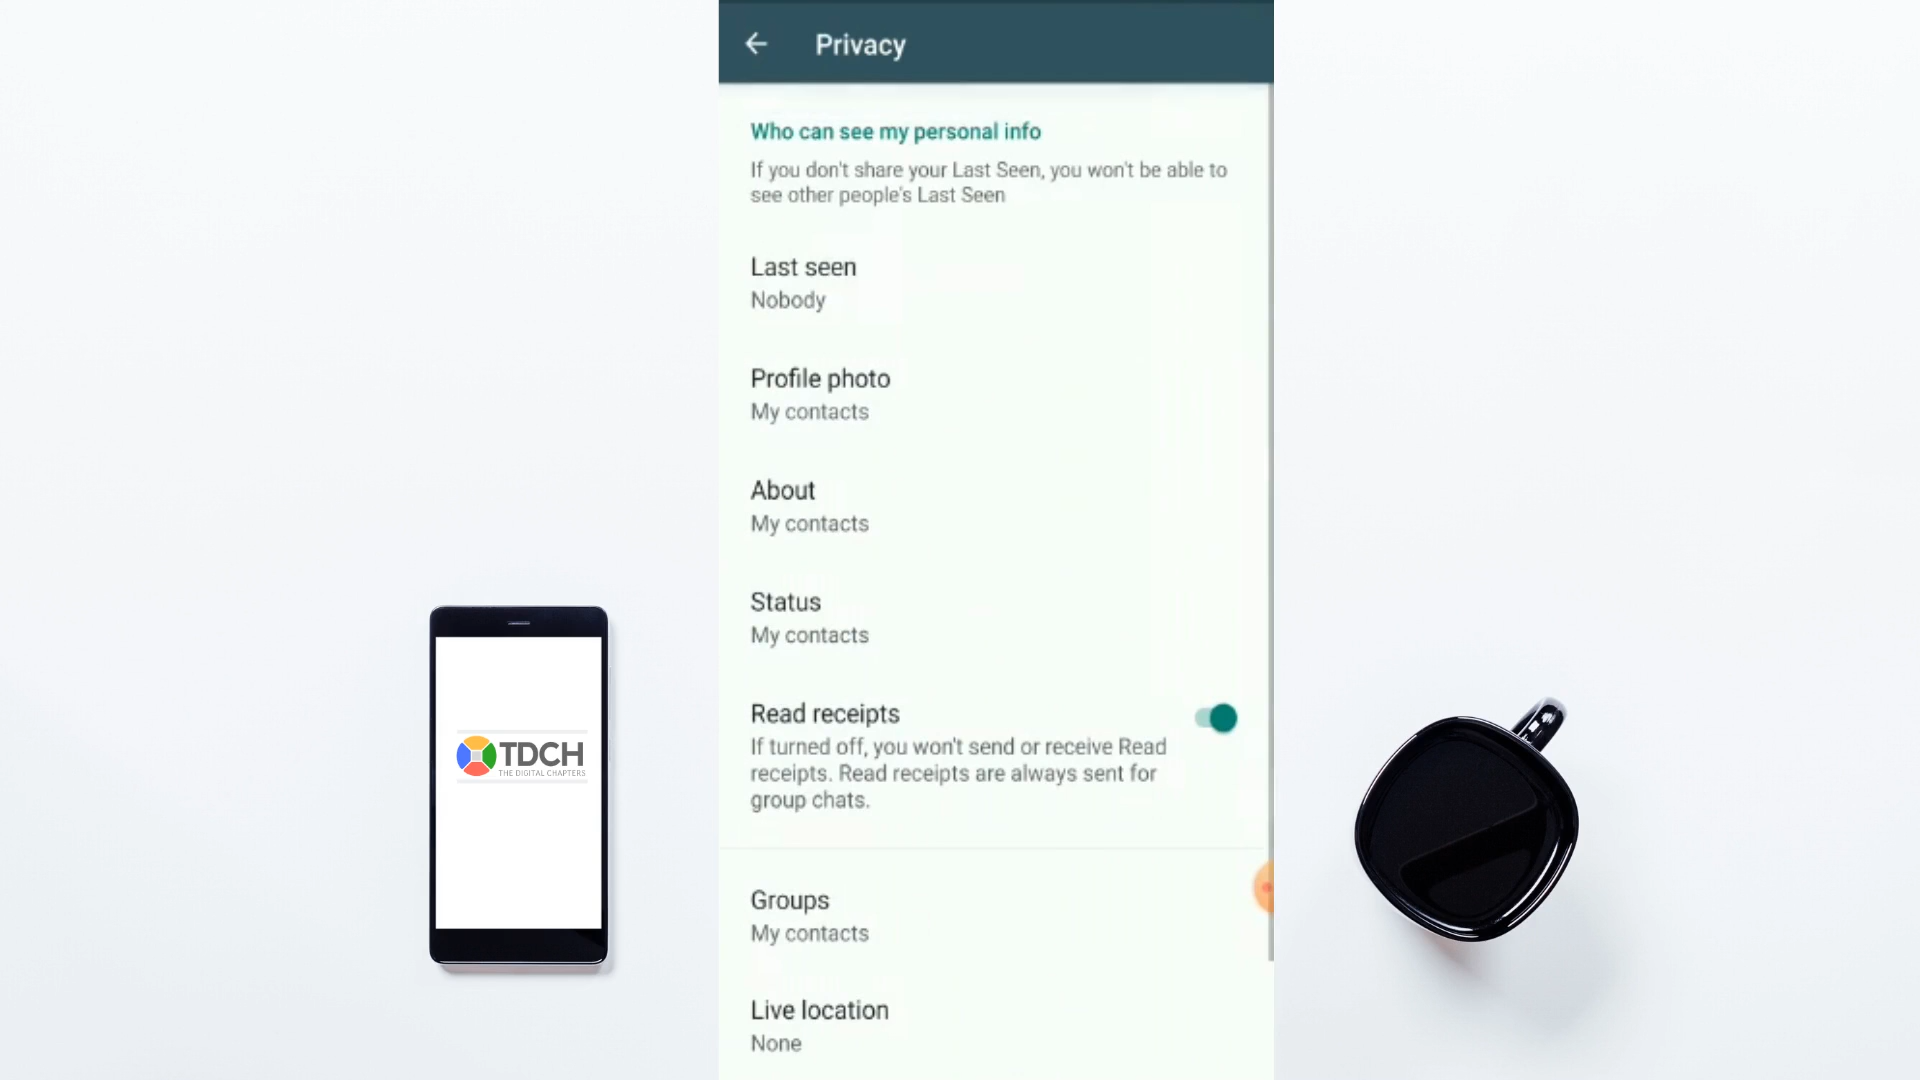 Privacy
Who can see my personal info
If you don't share your Last Seen, you won't be able to
see other people's Last Seen
Last seen
Nobody
Profile photo
My contacts
About
My contacts
Status
My contacts
Read receipts
If turned off, you won't send or receive Read
receipts. Read receipts are always sent for
group chats.
Groups
My contacts
Live location
None
TDCH
THE DIGITAL CHAPTERS